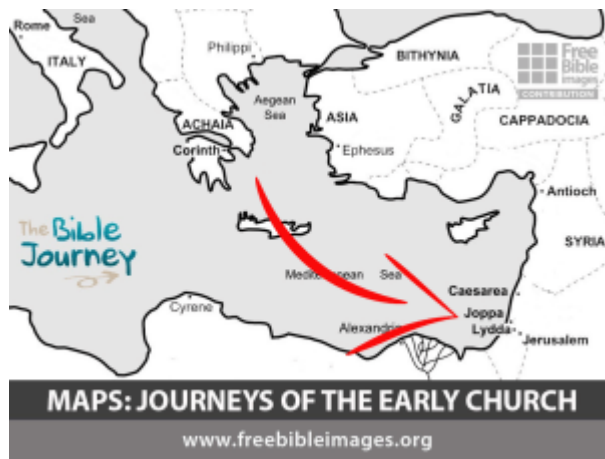 Rome
Sea
ITALY
Philippi
BITHYNIA
Free
Bible
images
CONTRIBUTION
GALATIA
Aegean
Sea
ASIA
CAPPADOCIA
ACHAIA
Corinth
Ephesus
Antioch
The Bible
Journey
SYRIA
Mediterranean Sea
Caesarea
Cyrene
Joppa
Alexandria
Lydda
Jerusalem
MAPS: JOURNEYS OF THE EARLY CHURCH
www.freebibleimages.org